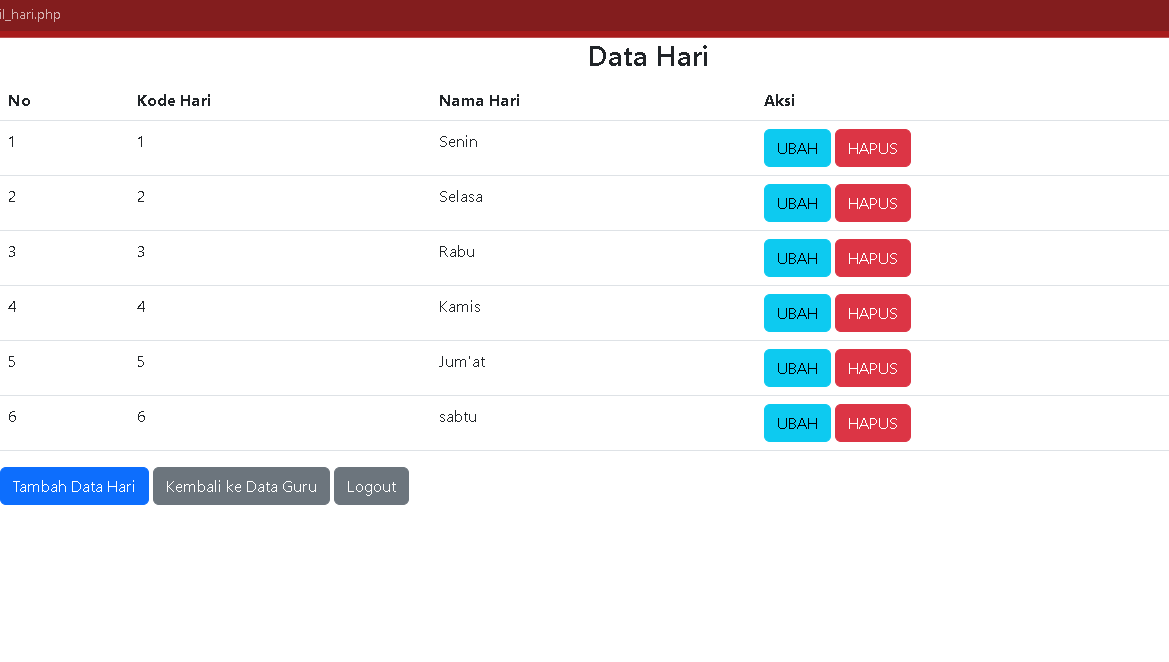 il_hari.php
Data Hari
No Kode Hari Nama Hari Aksi
1 1 Senin UBAH HAPUS
2 2 Selasa UBAH HAPUS
3 3 Rabu UBAH HAPUS
4 4 Kamis UBAH HAPUS
5 5 Jum'at UBAH HAPUS
6 6 sabtu UBAH HAPUS
Tambah Data Hari Kembali ke Data Guru Logout